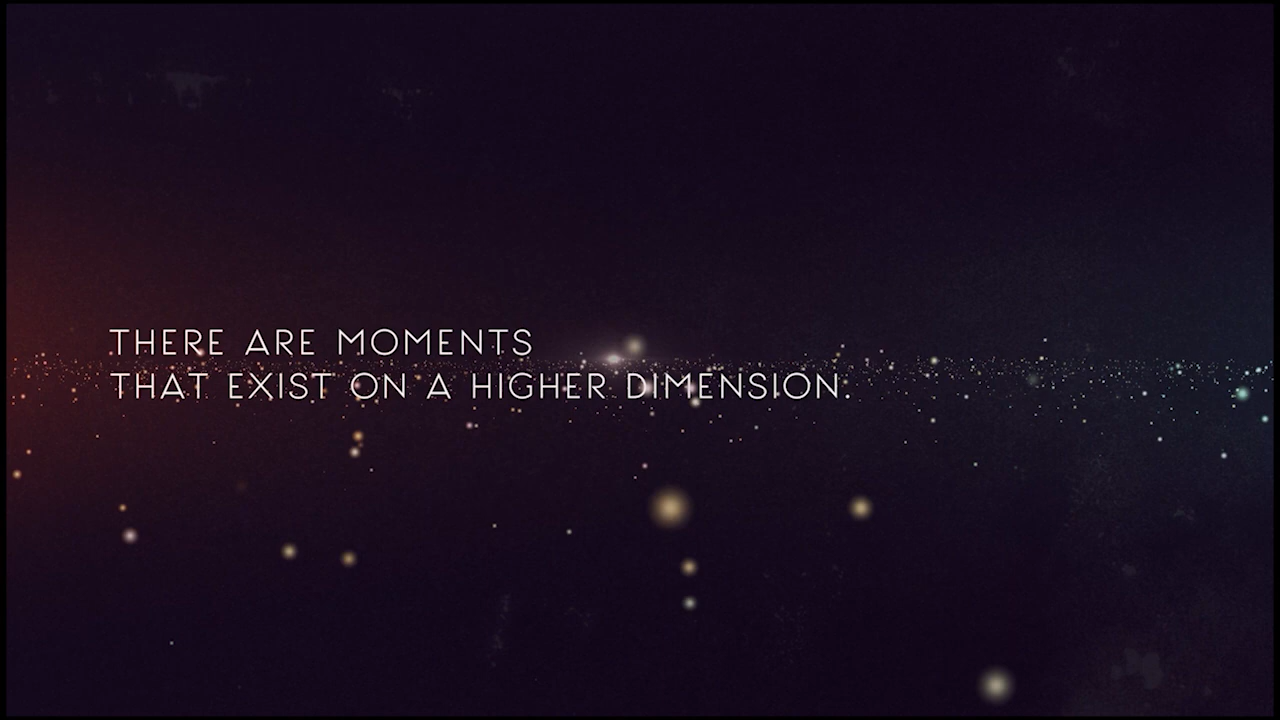 THERE ARE MOMENTS
THAT EXIST ON A HIGHER DIMENSION.